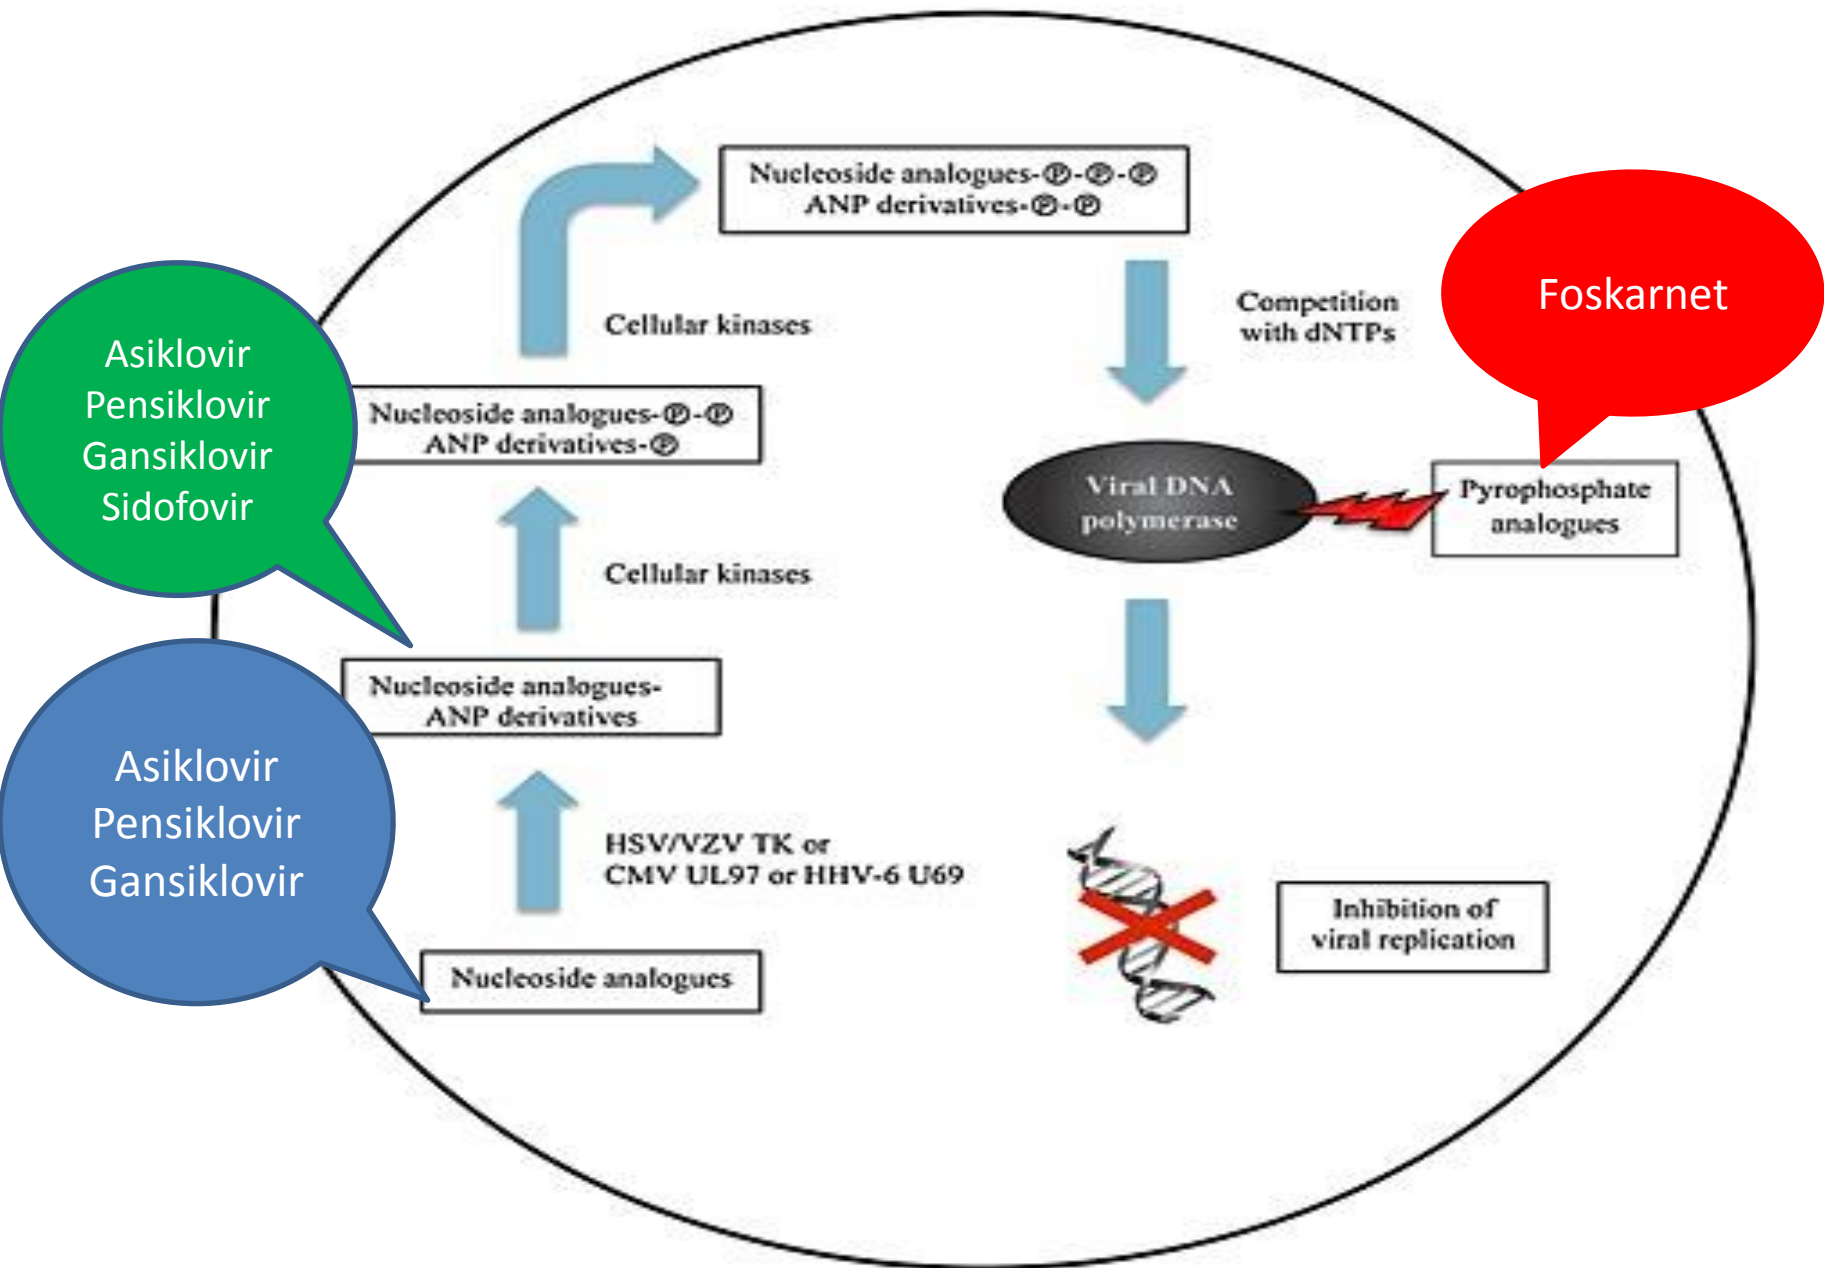 Nucleoside analogues-Ⓟ-Ⓟ-Ⓟ
ANP derivatives-Ⓟ-Ⓟ
Foskarnet
Competition
with dNTPs
Cellular kinases
Asiklovir
Pensiklovir
Gansiklovir
Sidofovir
Nucleoside analogues-Ⓟ-Ⓟ
ANP derivatives-Ⓟ
Viral DNA
polymerase
Pyrophosphate
analogues
Cellular kinases
Nucleoside analogues-
ANP derivatives
Asiklovir
Pensiklovir
Gansiklovir
HSV/VZV TK or
CMV UL97 or HHV-6 U69
Inhibition of
viral replication
Nucleoside analogues